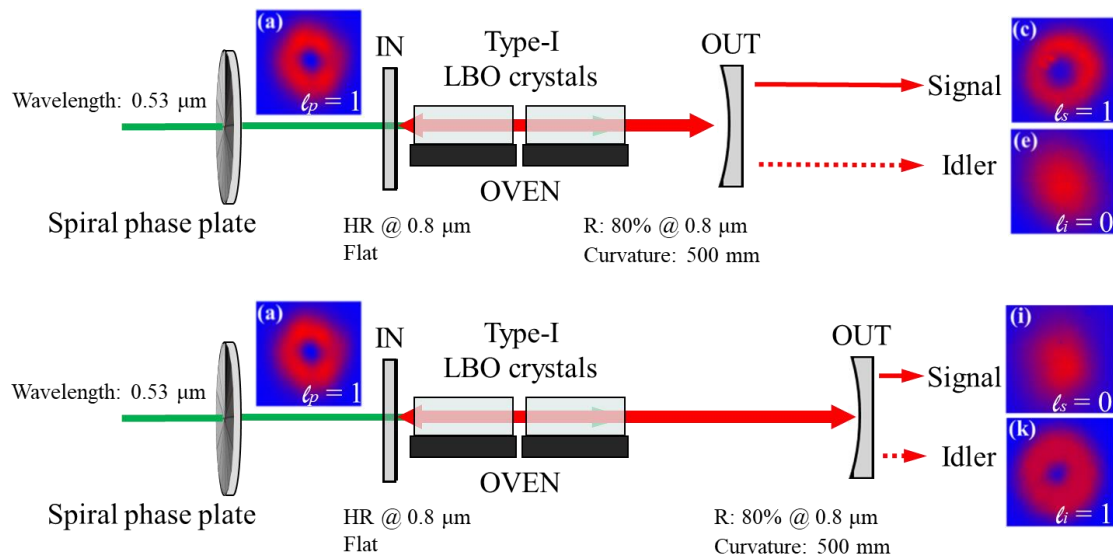 (a)
ℓp = 1
Wavelength: 0.53 μm
Spiral phase plate
IN
Type-I
LBO crystals
OVEN
HR @ 0.8 μm
Flat
OUT
R: 80% @ 0.8 μm
Curvature: 500 mm
Signal
Idler
(c)
ℓs = 1
(e)
ℓi = 0
(a)
ℓp = 1
Wavelength: 0.53 μm
Spiral phase plate
IN
Type-I
LBO crystals
OVEN
HR @ 0.8 μm
Flat
OUT
R: 80% @ 0.8 μm
Curvature: 500 mm
Signal
Idler
(i)
ℓs = 0
(k)
ℓi = 1